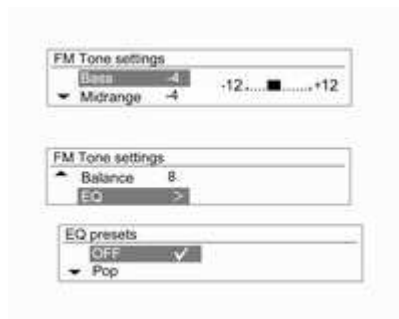 FM Tone settings
Bass -4
-12.....■.......+12
Midrange -4
FM Tone settings
Balance 8
EQ >
EQ presets
OFF ✓
Pop